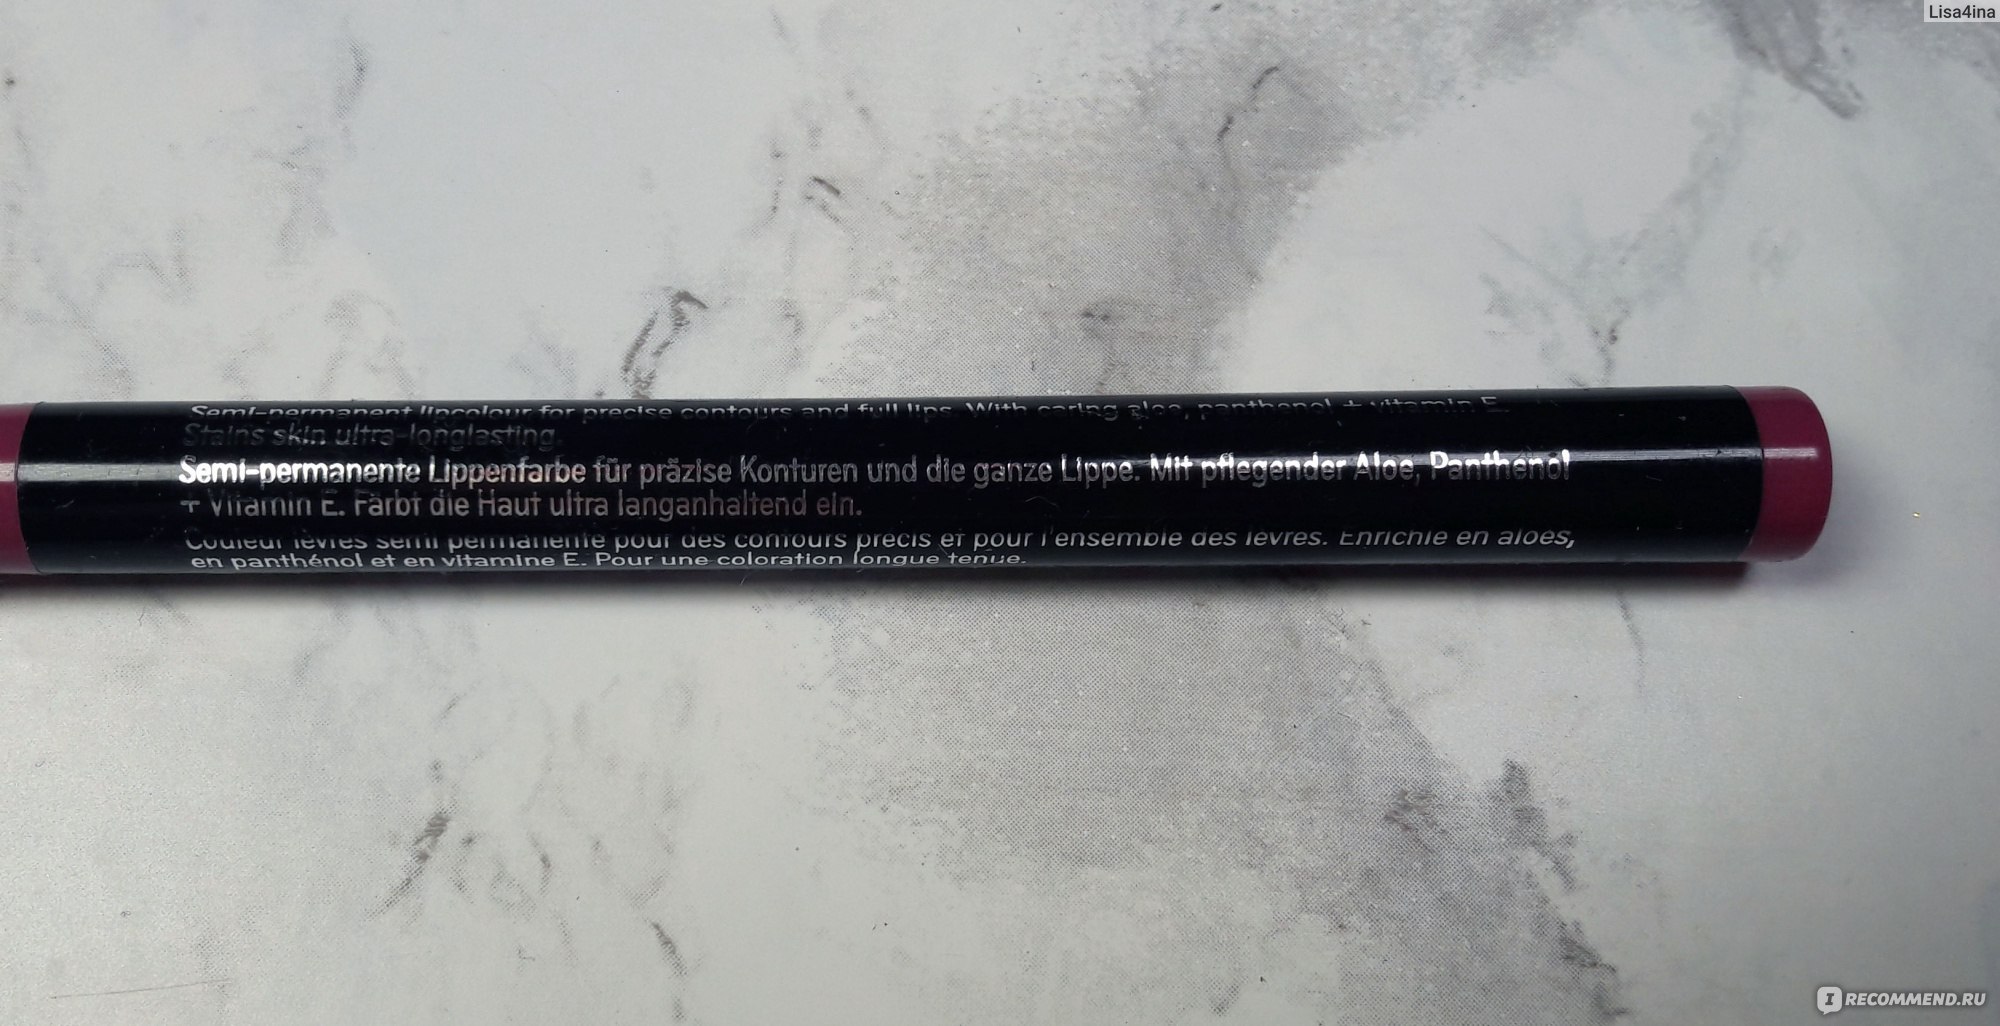 Lisa4ina
Semi-permanent lipcolour for precise contours and full lips. With caring aloe, panthenol + vitamin E.
Stains skin ultra-longlasting.
Semi-permanente Lippenfarbe für präzise Konturen und die ganze Lippe. Mit pflegender Aloe, Panthenol
+ Vitamin E. Färbt die Haut ultra langanhaltend ein.
Couleur lèvres semi permanente pour des contours précis et pour l'ensemble des lèvres. Enrichie en aloès,
en panthénol et en vitamine E. Pour une coloration longue tenue.
I RECOMMEND.RU